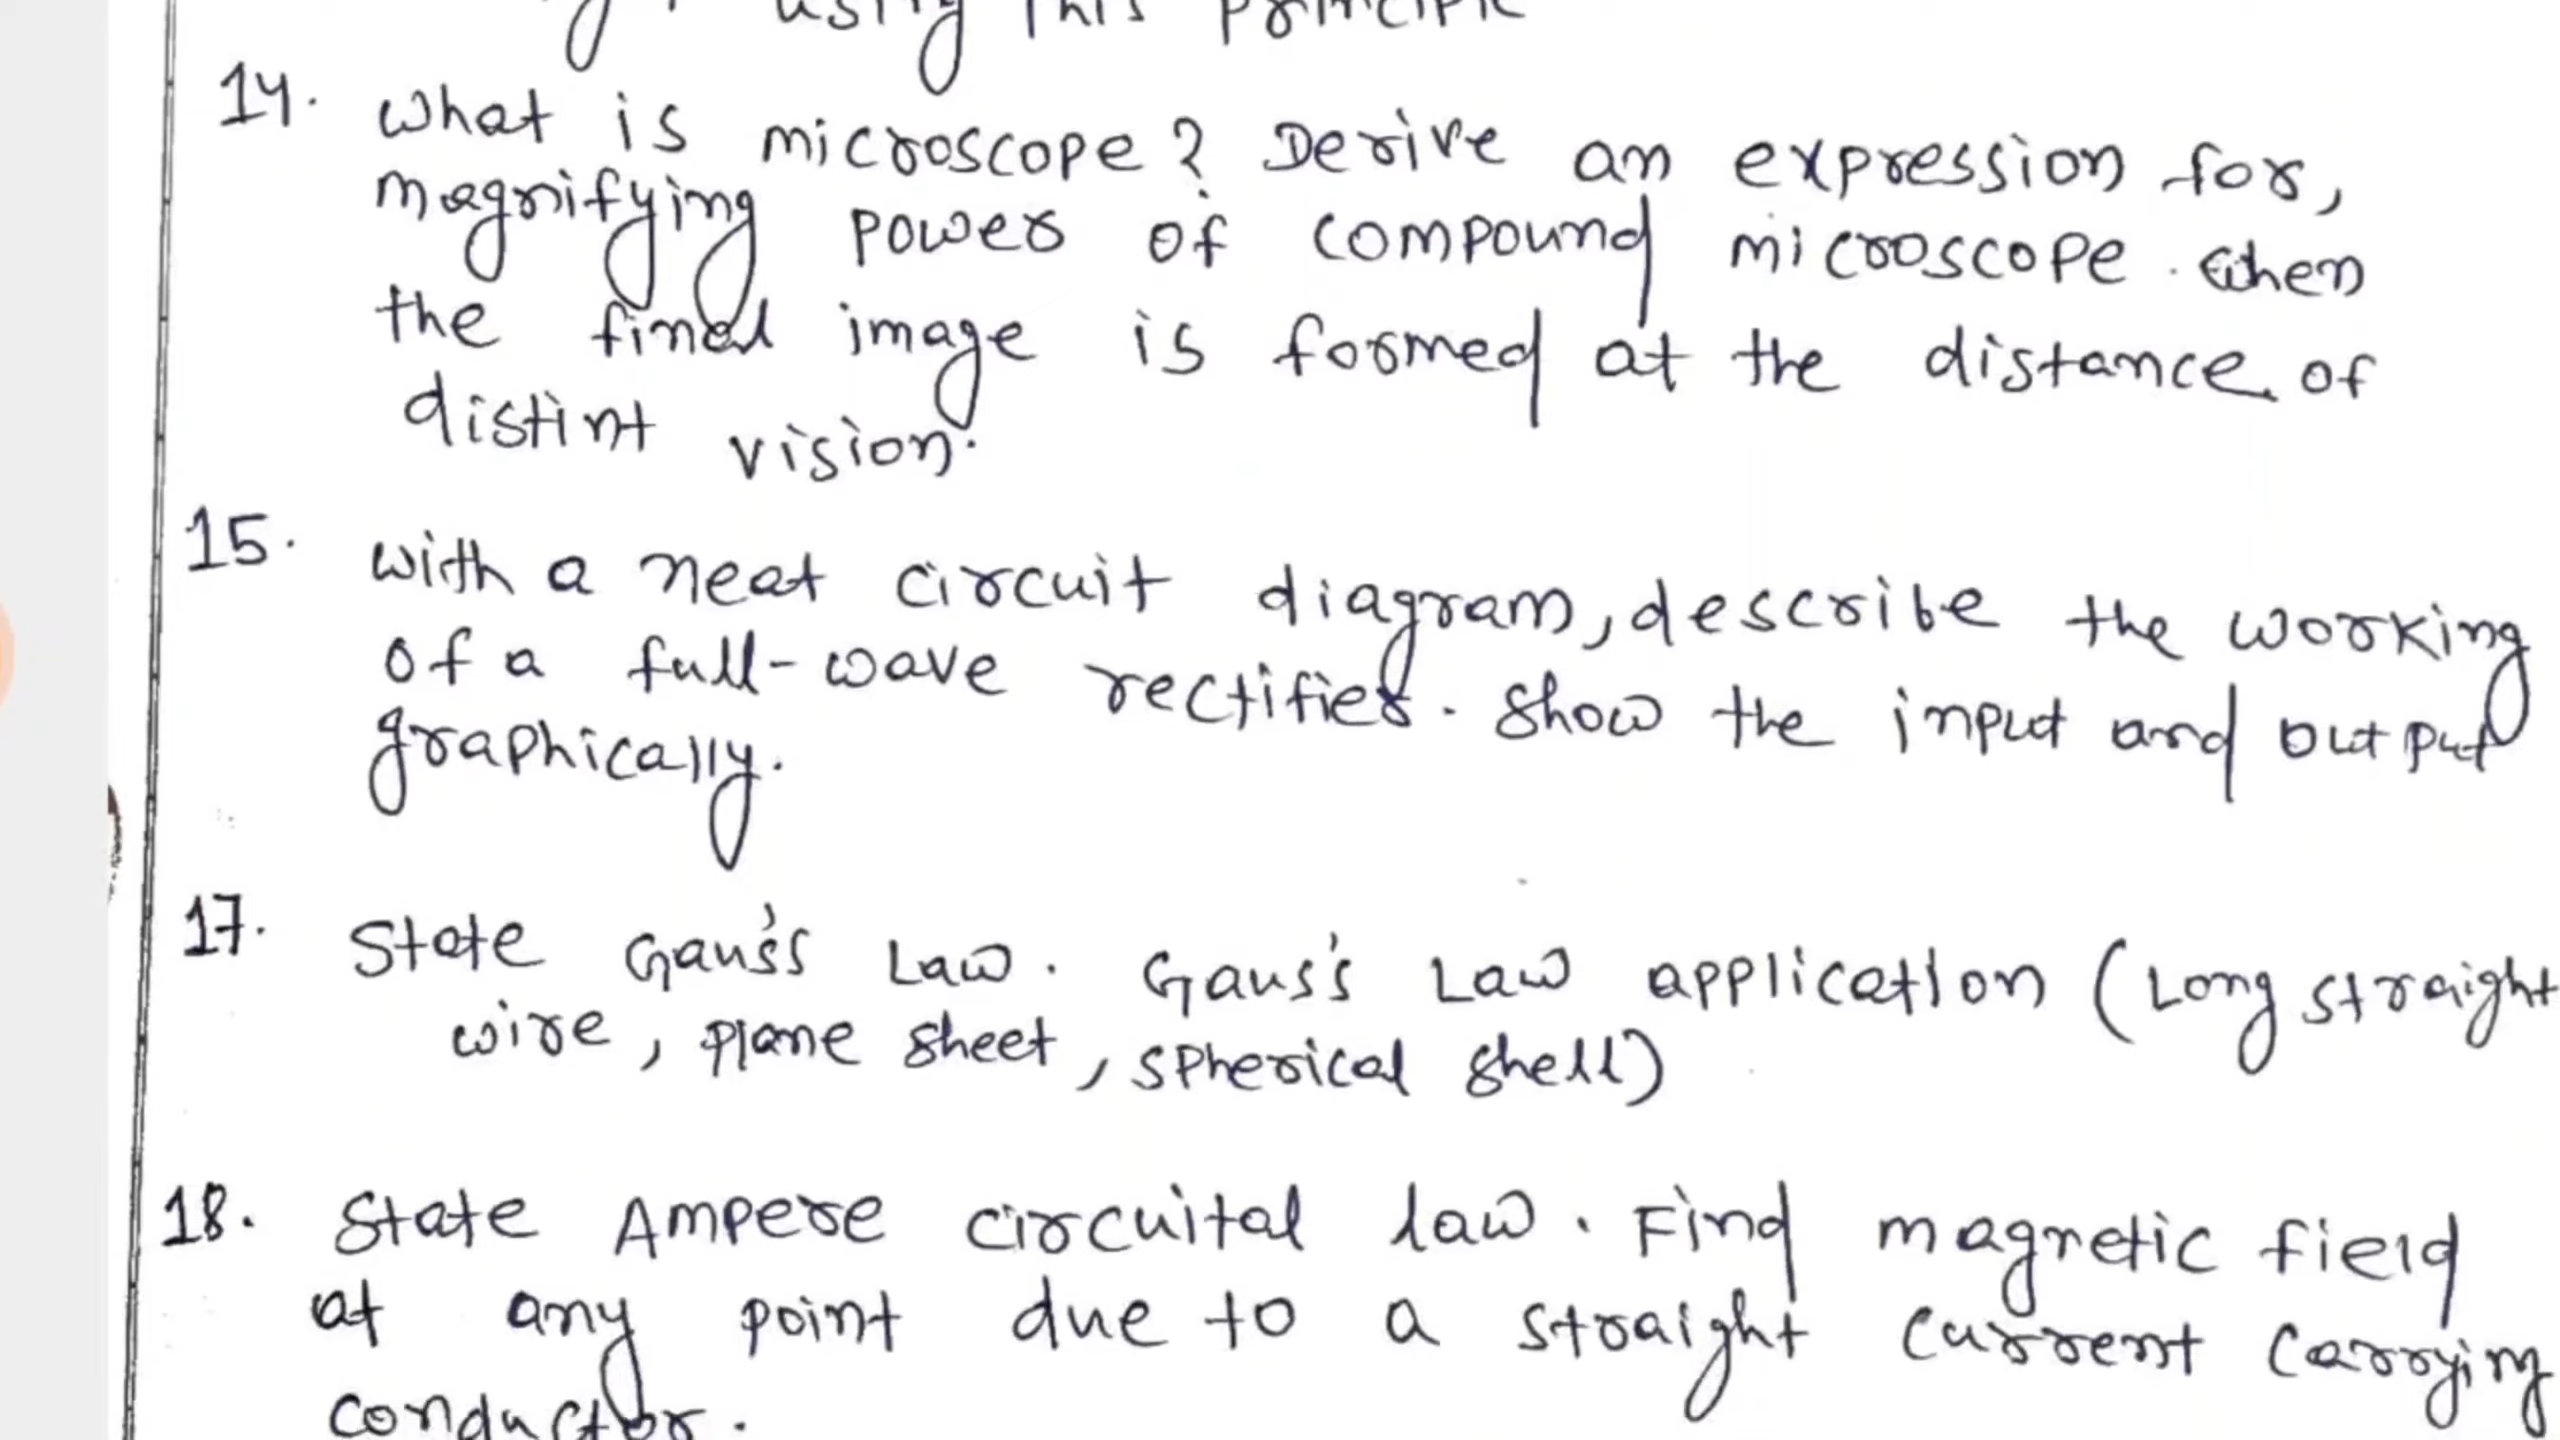 using this principle
14. What is microscope? Derive an expression for,
magnifying power of compound microscope. When
the final image is formed at the distance of
distint vision.
15. With a neat circuit diagram, describe the working
of a full-wave rectifier. Show the input and output
graphically.
17. State Gaus's Law. Gaus's Law application (Long straight
wire, plane sheet, spherical shell)
18. State Ampere circuital law. Find magnetic field
at any point due to a straight current carrying
conductor.